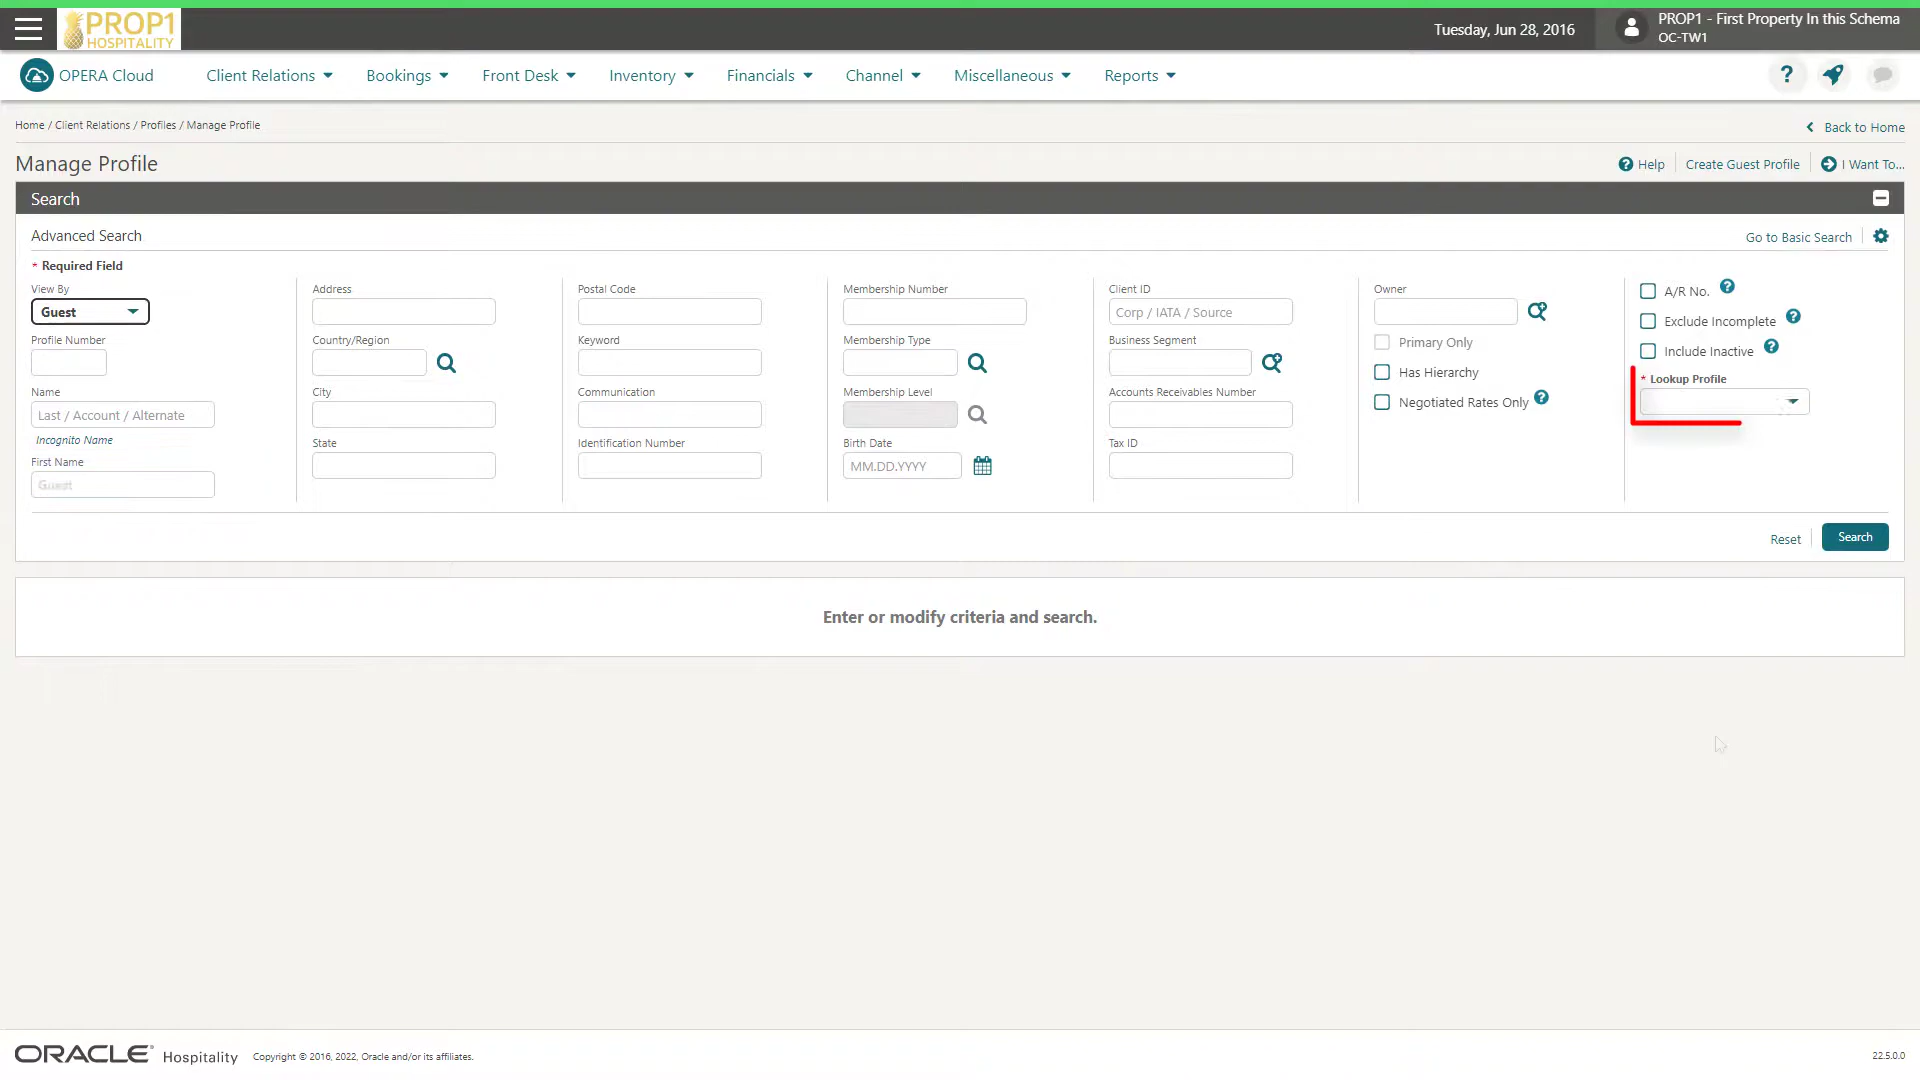 PROP1
HOSPITALITY
Tuesday, Jun 28, 2016
PROP1 - First Property In this Schema
OC-TW1
OPERA Cloud
Client Relations
Bookings
Front Desk
Inventory
Financials
Channel
Miscellaneous
Reports
?
Home / Client Relations / Profiles / Manage Profile
Back to Home
Manage Profile
? Help
Create Guest Profile
I Want To...
Search
Advanced Search
Go to Basic Search
* Required Field
View By
Guest
Profile Number
Name
Last / Account / Alternate
Incognito Name
First Name
Guest
Address
Country/Region
City
State
Postal Code
Keyword
Communication
Identification Number
Membership Number
Membership Type
Membership Level
Birth Date
MM.DD.YYYY
Client ID
Corp / IATA / Source
Business Segment
Accounts Receivables Number
Tax ID
Owner
Primary Only
Has Hierarchy
Negotiated Rates Only ?
A/R No. ?
Exclude Incomplete ?
Include Inactive ?
* Lookup Profile
Reset
Search
Enter or modify criteria and search.
ORACLE Hospitality
Copyright © 2016, 2022, Oracle and/or its affiliates.
22.5.0.0